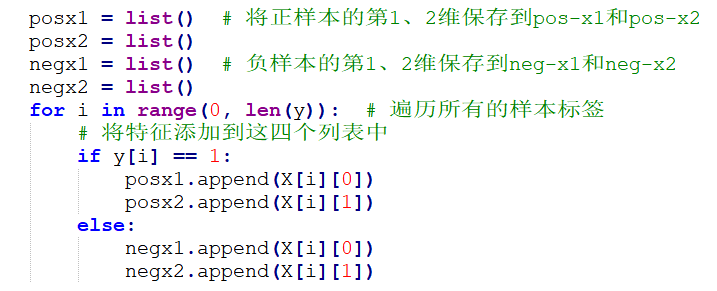 posx1 = list()  # 将正样本的第1、2维保存到pos-x1和pos-x2
posx2 = list()
negx1 = list()  # 负样本的第1、2维保存到neg-x1和neg-x2
negx2 = list()
for i in range(0, len(y)):  # 遍历所有的样本标签
    # 将特征添加到这四个列表中
    if y[i] == 1:
        posx1.append(X[i][0])
        posx2.append(X[i][1])
    else:
        negx1.append(X[i][0])
        negx2.append(X[i][1])